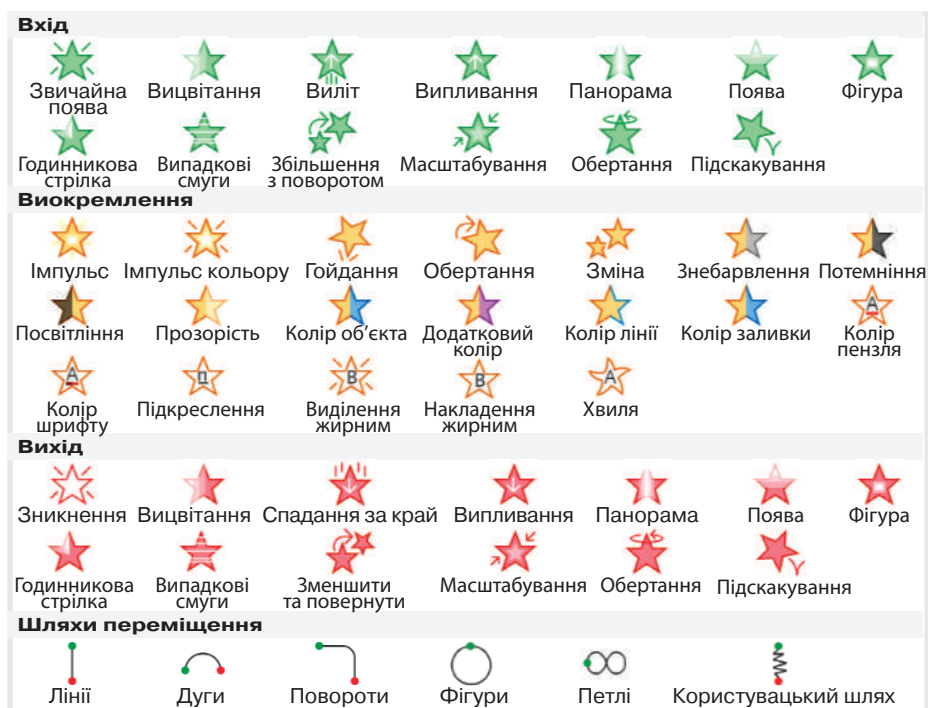 Вхід
Звичайна поява Вицвітання Виліт Випливання Панорама Поява Фігура
Годинникова стрілка Випадкові смуги Збільшення з поворотом Масштабування Обертання Підскакування
Виокремлення
Імпульс Імпульс кольору Гойдання Обертання Зміна Знебарвлення Потемніння
Посвітління Прозорість Колір об’єкта Додатковий колір Колір лінії Колір заливки Колір пензля
Колір шрифту Підкреслення Виділення жирним Накладення жирним Хвиля
Вихід
Зникнення Вицвітання Спадання за край Випливання Панорама Поява Фігура
Годинникова стрілка Випадкові смуги Зменшити та повернути Масштабування Обертання Підскакування
Шляхи переміщення
Лінії Дуги Повороти Фігури Петлі Користувацький шлях